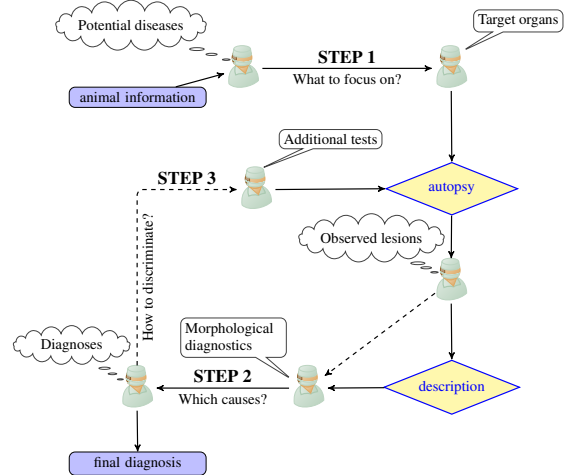 Potential diseases
Target organs
STEP 1
What to focus on?
animal information
Additional tests
STEP 3
autopsy
How to discriminate?
Observed lesions
Morphological
diagnostics
Diagnoses
STEP 2
description
Which causes?
final diagnosis